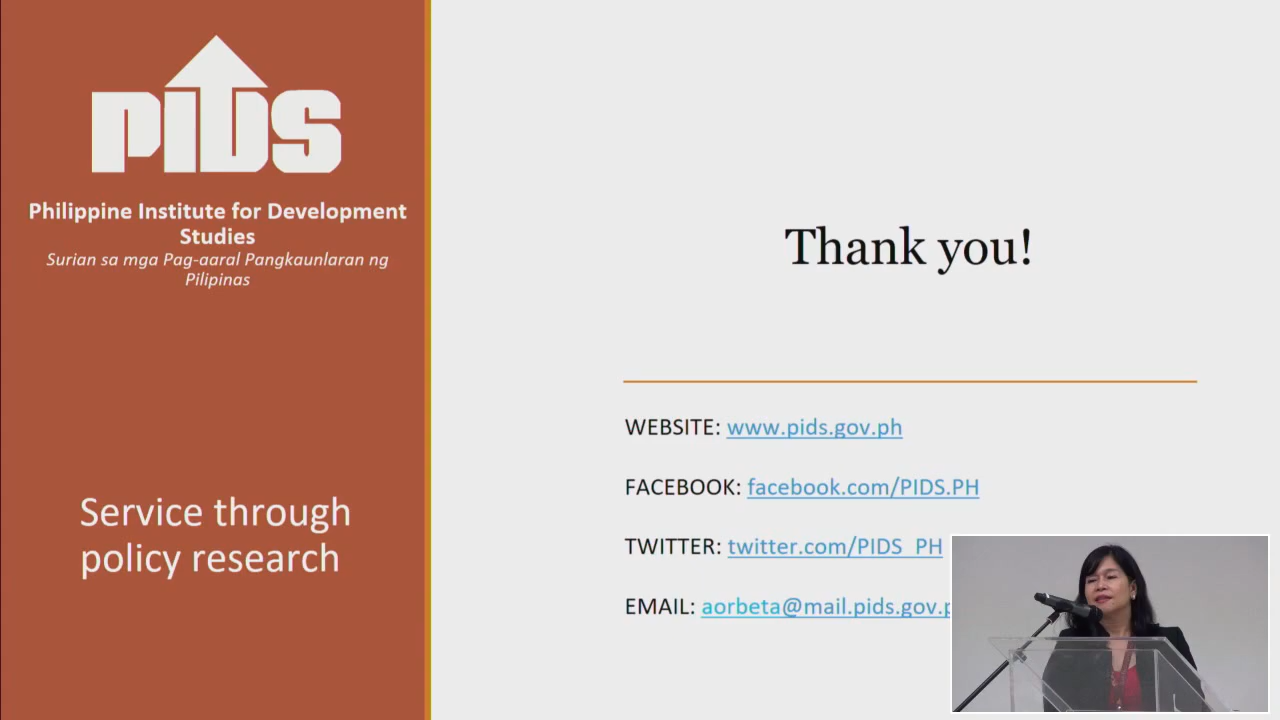 PIDS
Philippine Institute for Development
Studies
Surian sa mga Pag-aaral Pangkaunlaran ng
Pilipinas
Service through
policy research
Thank you!
WEBSITE: www.pids.gov.ph
FACEBOOK: facebook.com/PIDS.PH
TWITTER: twitter.com/PIDS_PH
EMAIL: aorbeta@mail.pids.gov.p